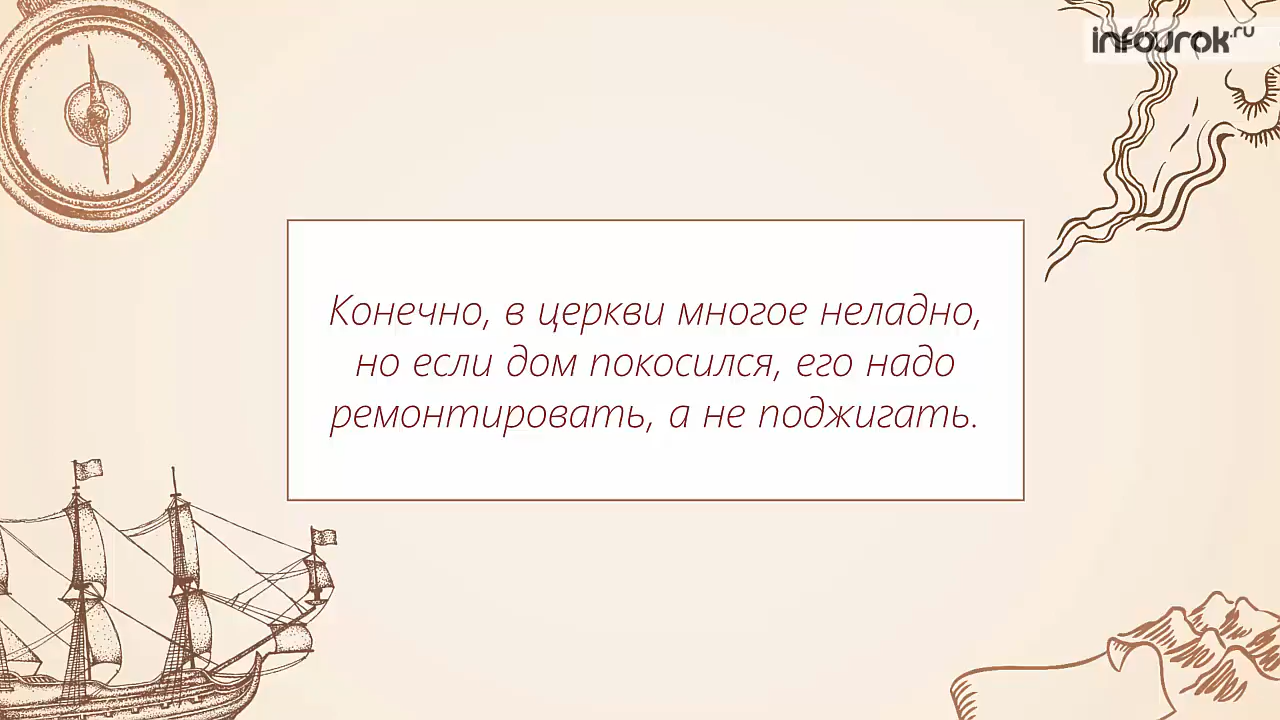 infourok.ru
Конечно, в церкви многое неладно,
но если дом покосился, его надо
ремонтировать, а не поджигать.